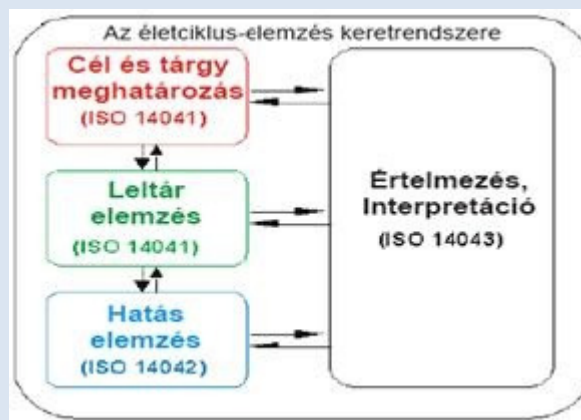 Az életciklus-elemzés keretrendszere
Cél és tárgy
meghatározás
(ISO 14041)
Leltár
elemzés
(ISO 14041)
Hatás
elemzés
(ISO 14042)
Értelmezés,
Interpretáció
(ISO 14043)